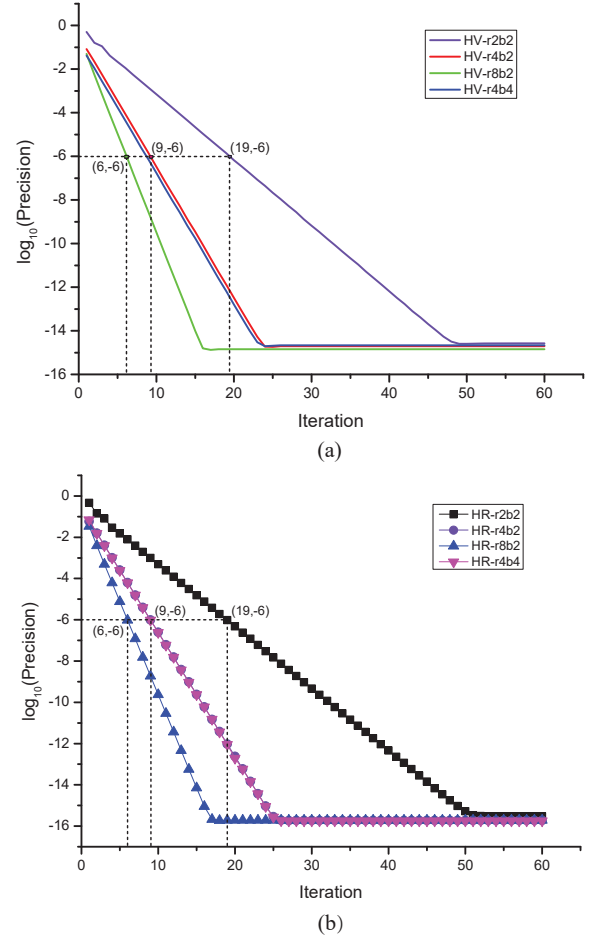 HV-r2b2
HV-r4b2
HV-r8b2
HV-r4b4
0
-2
-4
-6
-8
-10
-12
-14
-16
log10(Precision)
(6,-6)
(9,-6)
(19,-6)
0 10 20 30 40 50 60
Iteration
(a)
HR-r2b2
HR-r4b2
HR-r8b2
HR-r4b4
0
-2
-4
-6
-8
-10
-12
-14
-16
log10(Precision)
(6,-6)
(9,-6)
(19,-6)
0 10 20 30 40 50 60
Iteration
(b)